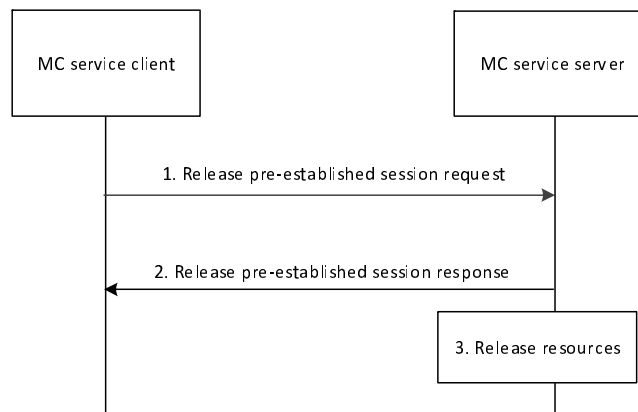 MC service client
MC service server
1. Release pre-established session request
2. Release pre-established session response
3. Release resources